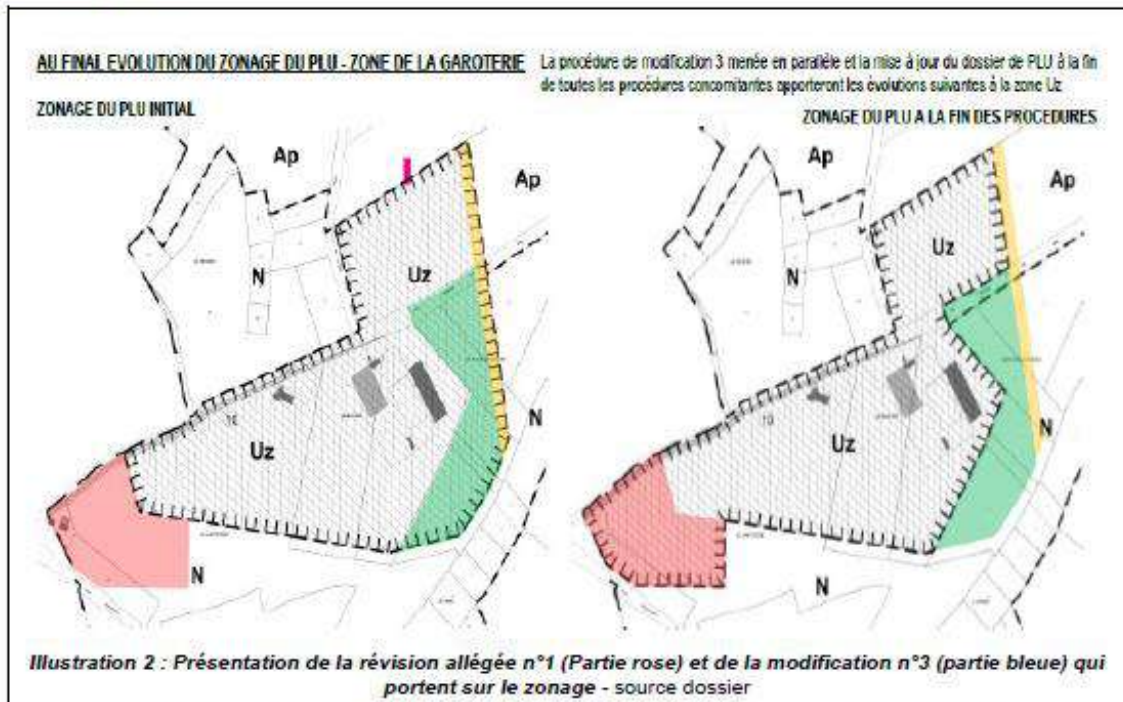 AU FINAL EVOLUTION DU ZONAGE DU PLU - ZONE DE LA GAROTERIE
La procédure de modification 3 menée en parallèle et la mise à jour du dossier de PLU à la fin
de toutes les procédures concomitantes apporteront les évolutions suivantes à la zone Uz
ZONAGE DU PLU INITIAL
ZONAGE DU PLU A LA FIN DES PROCEDURES
Ap
Ap
N
Uz
Uz
N
N
Ap
Ap
N
Uz
Uz
N
N
Illustration 2 : Présentation de la révision allégée n°1 (Partie rose) et de la modification n°3 (partie bleue) qui
portent sur le zonage - source dossier